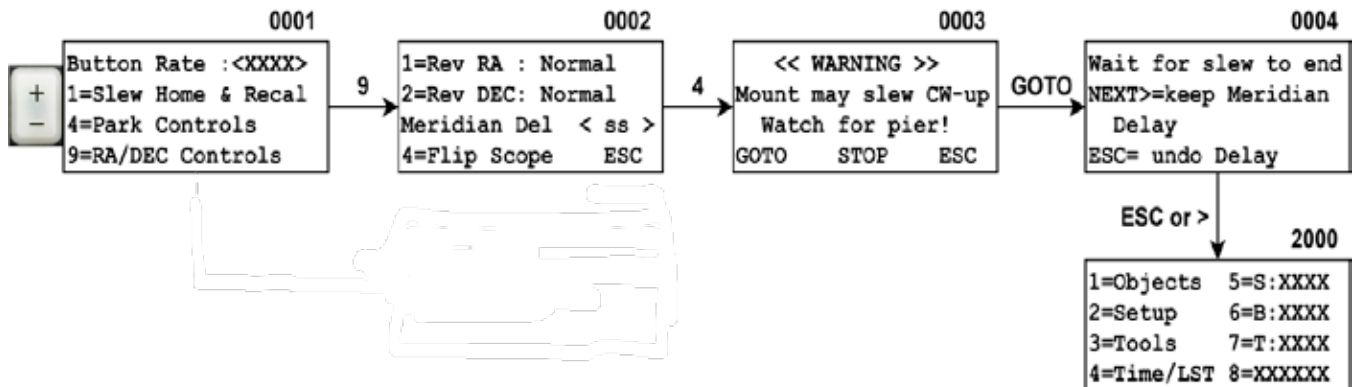 0001
Button Rate :<XXXX>
1=Slew Home & Recal
4=Park Controls
9=RA/DEC Controls
+
−
9
0002
1=Rev RA : Normal
2=Rev DEC: Normal
Meridian Del < ss >
4=Flip Scope ESC
4
0003
<< WARNING >>
Mount may slew CW-up
Watch for pier!
GOTO STOP ESC
GOTO
0004
Wait for slew to end
NEXT>=keep Meridian
Delay
ESC= undo Delay
ESC or >
2000
1=Objects 5=S:XXXX
2=Setup 6=B:XXXX
3=Tools 7=T:XXXX
4=Time/LST 8=XXXXXX